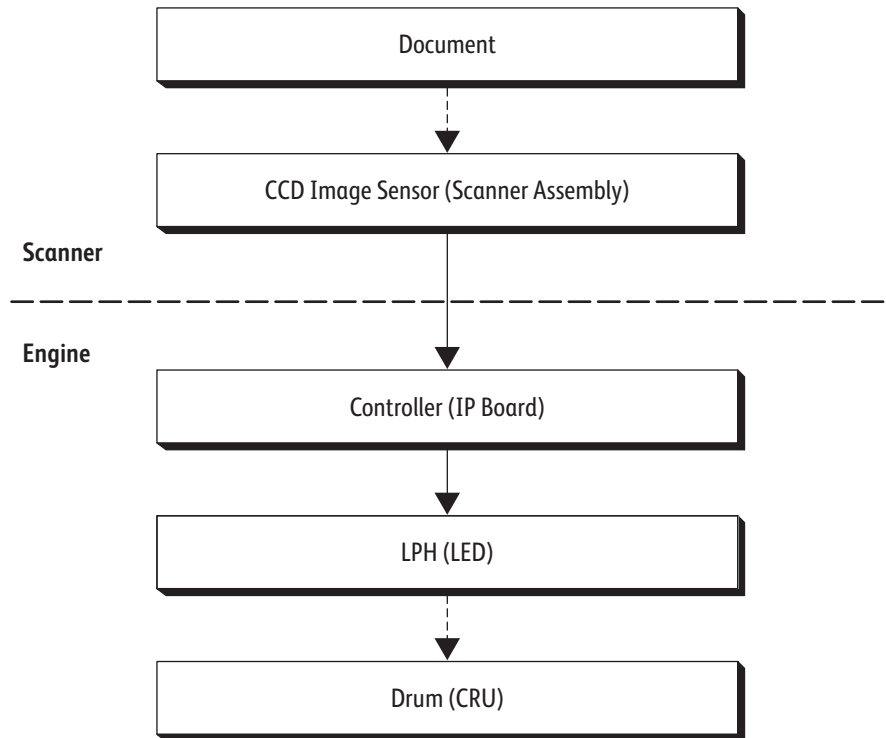 Document
CCD Image Sensor (Scanner Assembly)
Scanner
Engine
Controller (IP Board)
LPH (LED)
Drum (CRU)